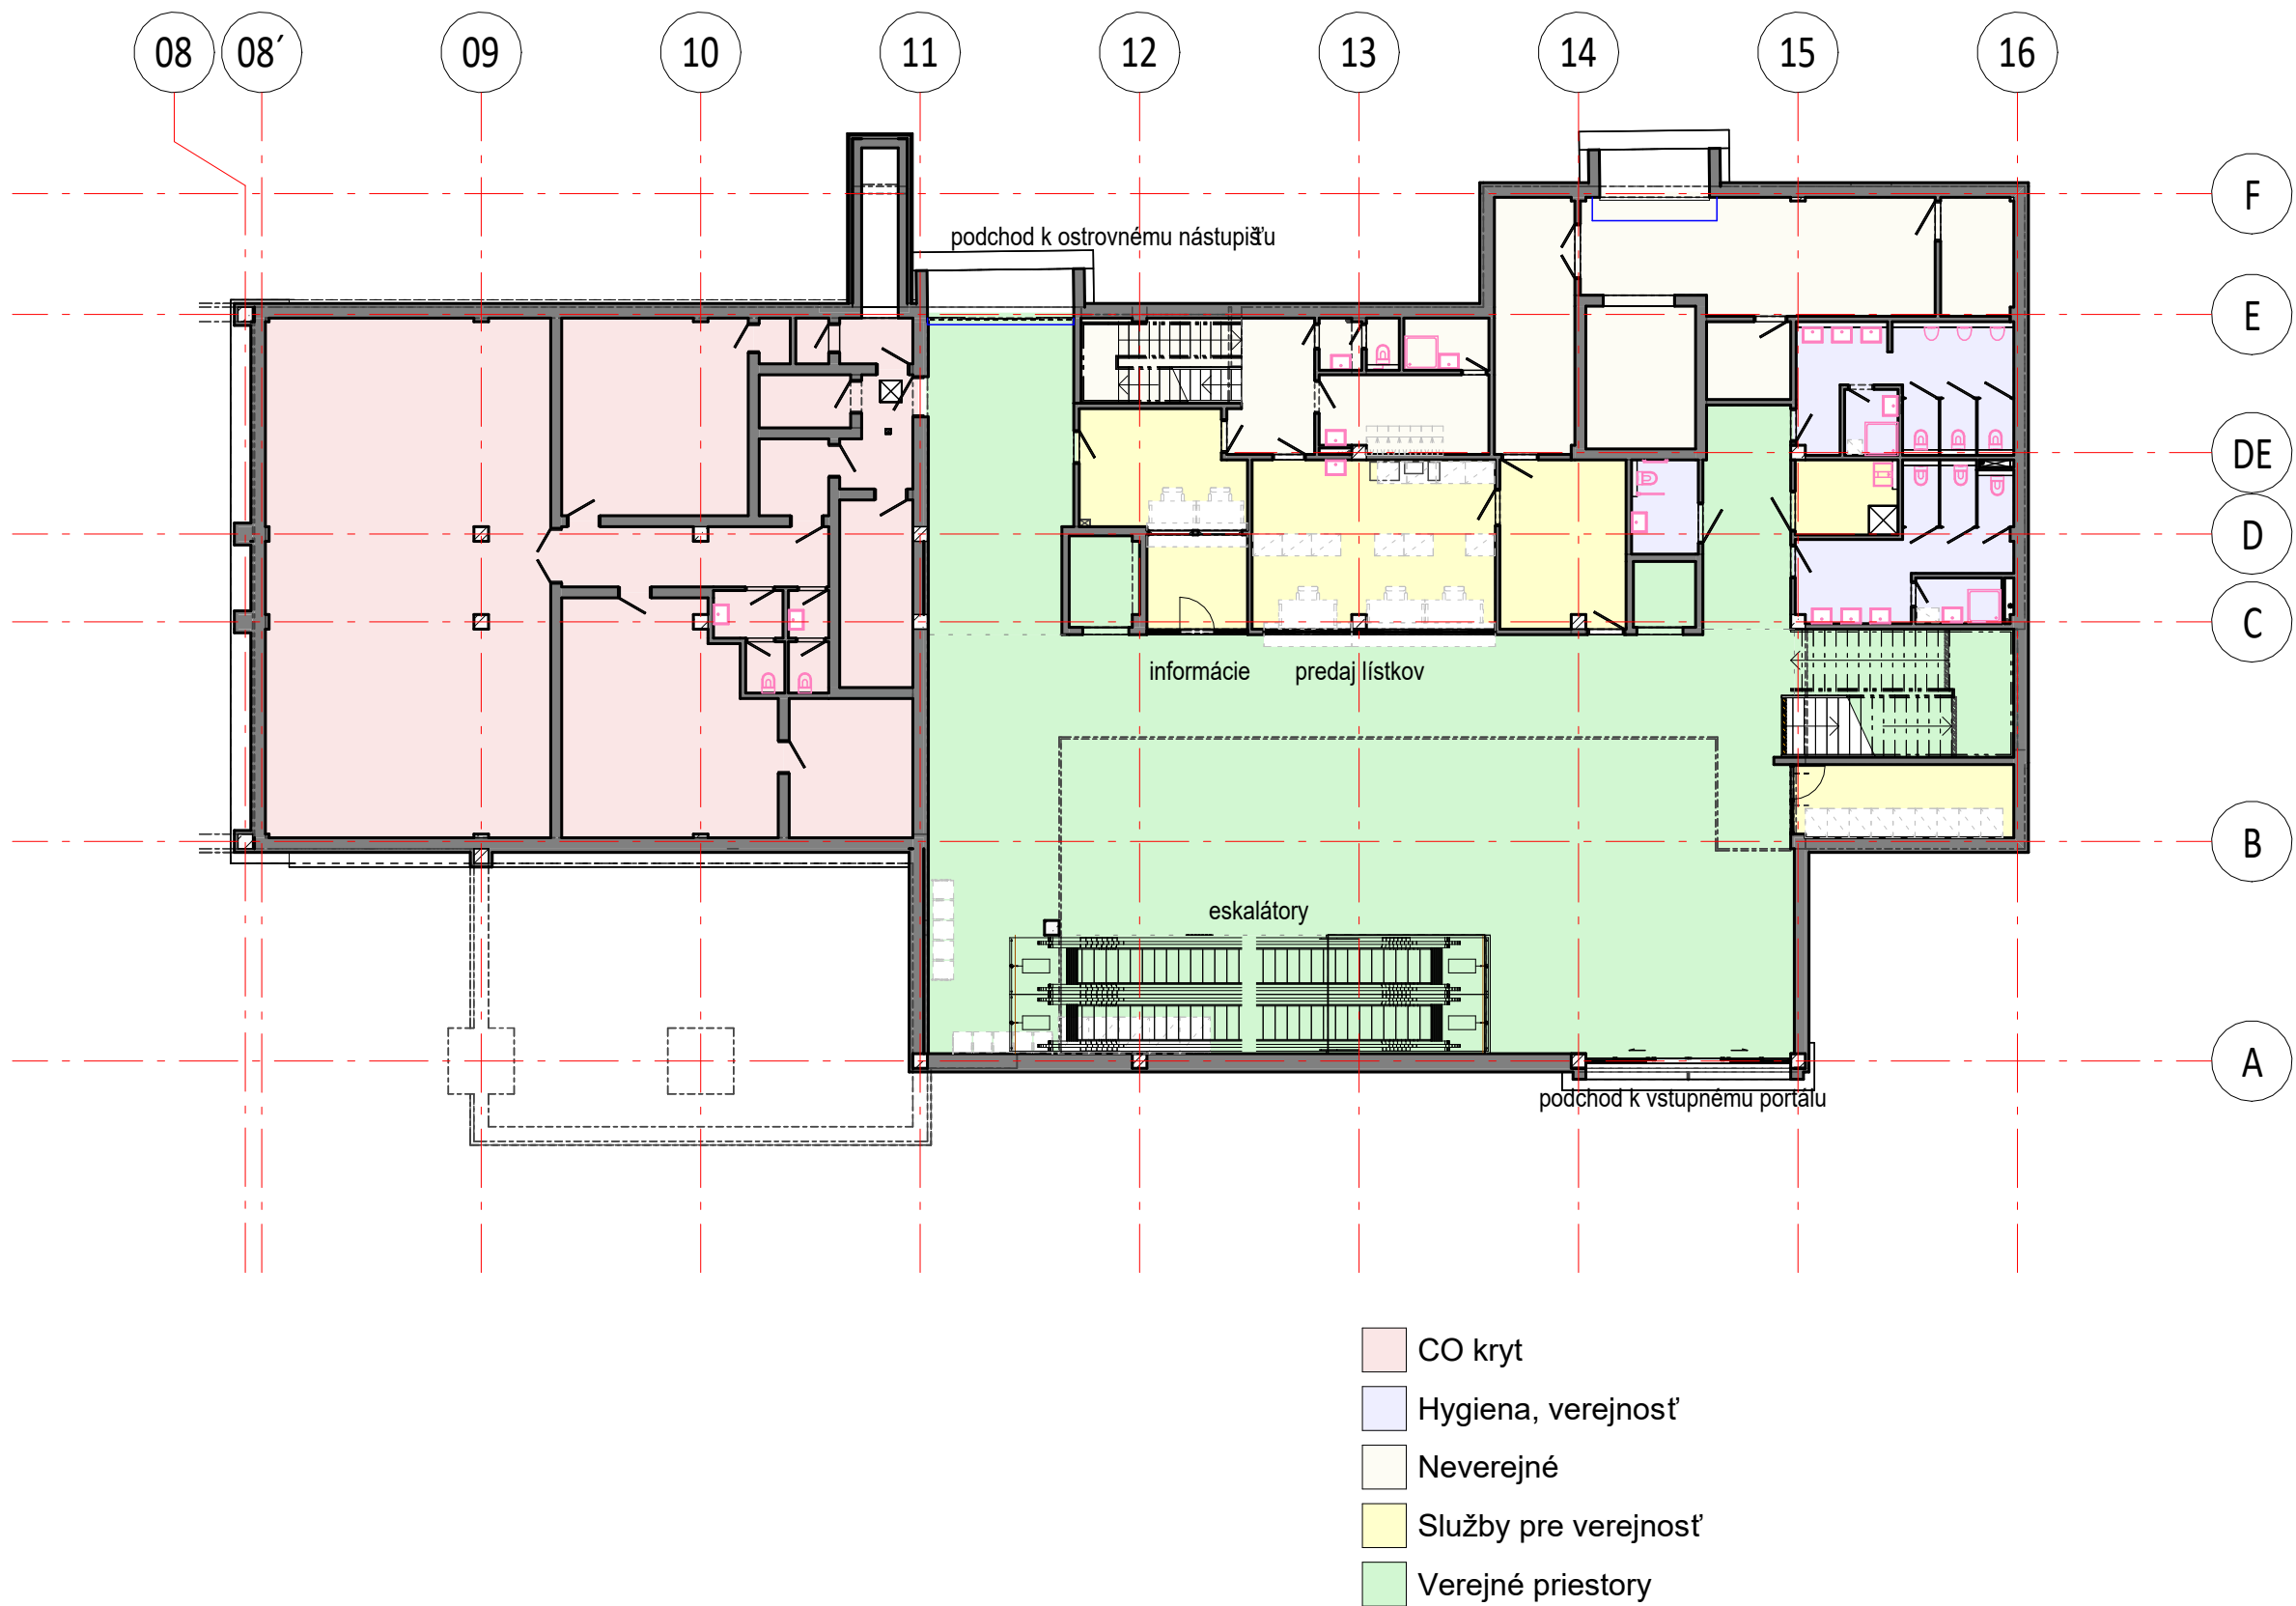 08 08′ 09 10 11 12 13 14 15 16
F
podchod k ostrovnému nástupišťu
E
DE
D
C
informácie predaj lístkov
B
eskalátory
A
podchod k vstupnému portálu
CO kryt
Hygiena, verejnosť
Neverejné
Služby pre verejnosť
Verejné priestory